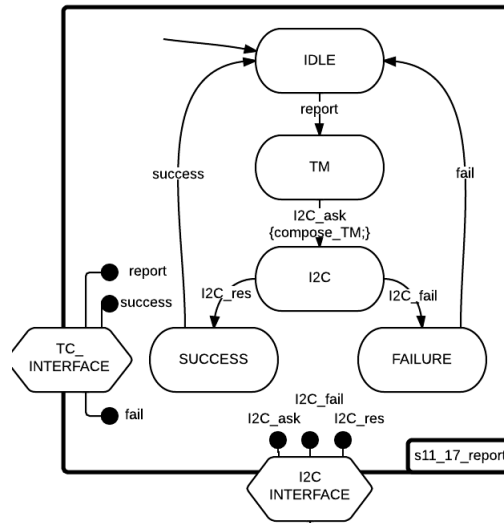 IDLE
report
TM
success
fail
I2C_ask
{compose_TM;}
I2C
I2C_res
I2C_fail
report
success
TC_
INTERFACE
SUCCESS
FAILURE
fail
I2C_fail
I2C_ask
I2C_res
s11_17_report
I2C
INTERFACE